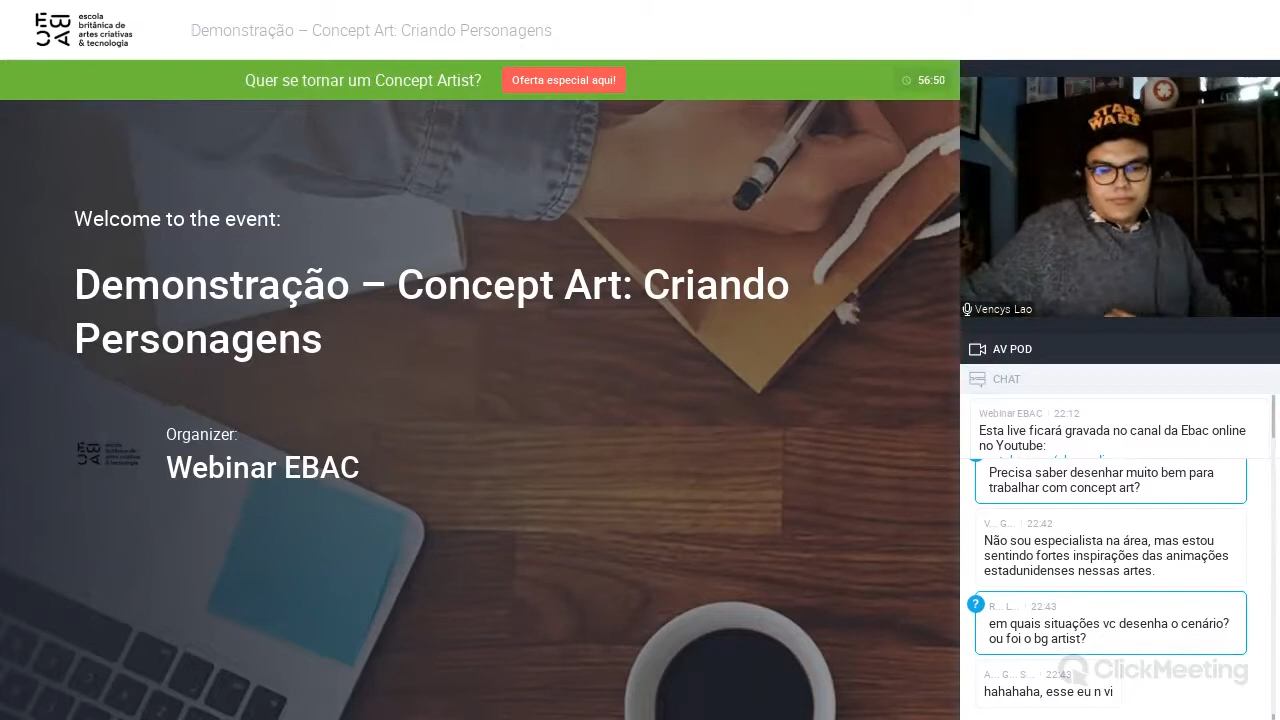 escola
britânica de
artes criativas
& tecnologia
Demonstração – Concept Art: Criando Personagens
Quer se tornar um Concept Artist?
Oferta especial aqui!
56:50
Welcome to the event:
Demonstração – Concept Art: Criando
Personagens
Organizer:
Webinar EBAC
STAR
WARS
Vencys Lao
AV POD
CHAT
Webinar EBAC 22:12
Esta live ficará gravada no canal da Ebac online
no Youtube:
Precisa saber desenhar muito bem para
trabalhar com concept art?
V... G... 22:42
Não sou especialista na área, mas estou
sentindo fortes inspirações das animações
estadunidenses nessas artes.
?
R... L... 22:43
em quais situações vc desenha o cenário?
ou foi o bg artist?
A... G... S... 22:43
hahahaha, esse eu n vi
ClickMeeting